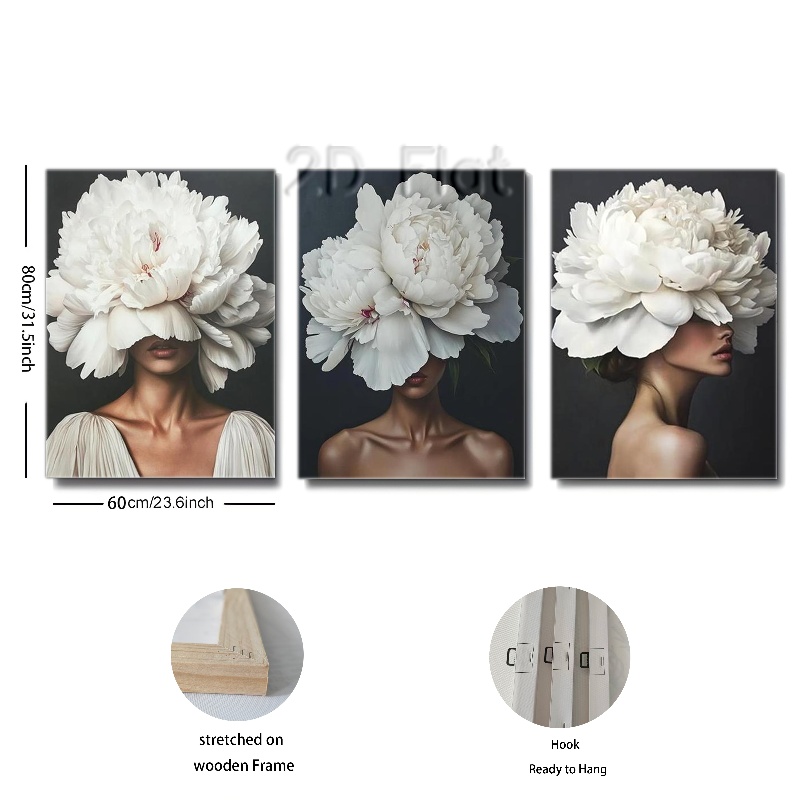 2D Flat
80cm/31.5inch
60cm/23.6inch
stretched on
wooden Frame
Hook
Ready to Hang